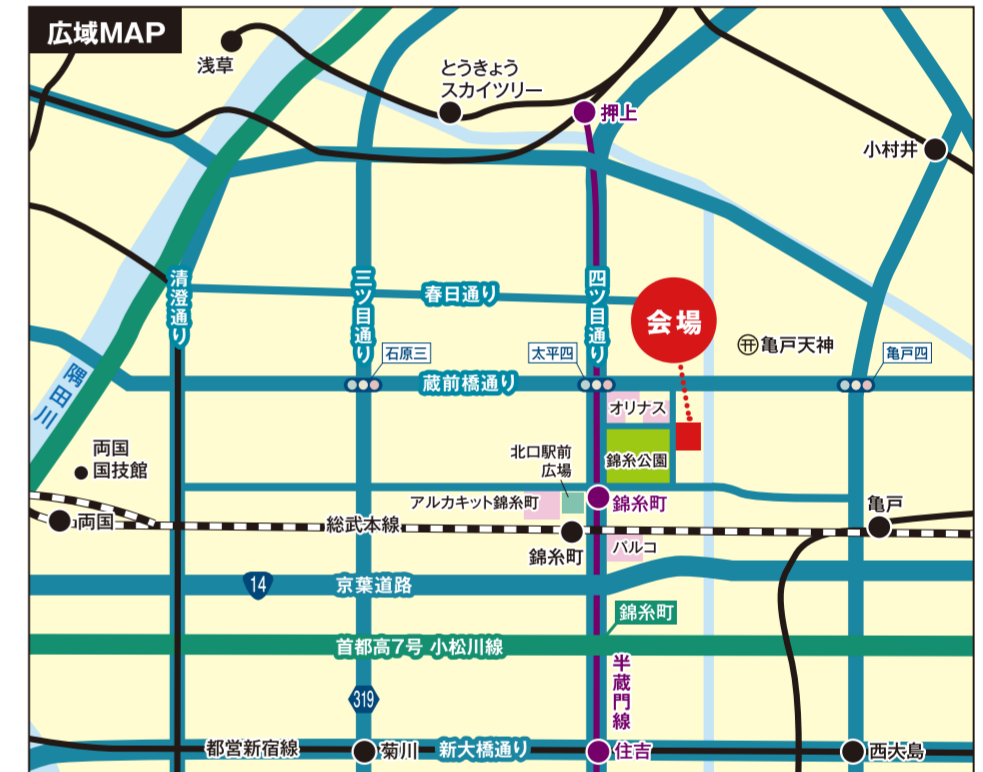 広域MAP
浅草
とうきょう
スカイツリー
押上
小村井
清澄通り
三ツ目通り
四ツ目通り
春日通り
会場
亀戸天神
石原三
太平四
亀戸四
蔵前橋通り
隅田川
オリナス
両国
国技館
北口駅前
広場
錦糸公園
アルカキット錦糸町
錦糸町
亀戸
両国
総武本線
錦糸町
パルコ
14
京葉道路
錦糸町
首都高7号 小松川線
半蔵門線
319
都営新宿線
菊川
新大橋通り
住吉
西大島